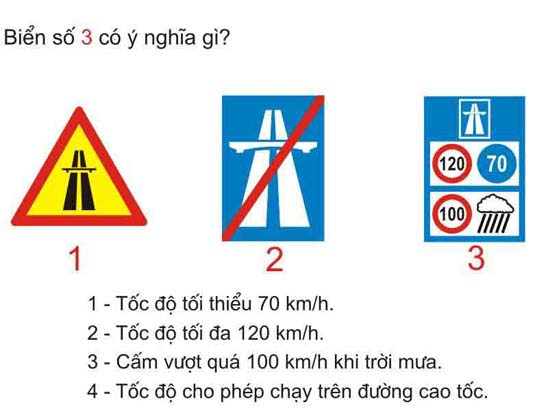 Biển số 3 có ý nghĩa gì?
120 70
100
1 2 3
1 - Tốc độ tối thiểu 70 km/h.
2 - Tốc độ tối đa 120 km/h.
3 - Cấm vượt quá 100 km/h khi trời mưa.
4 - Tốc độ cho phép chạy trên đường cao tốc.